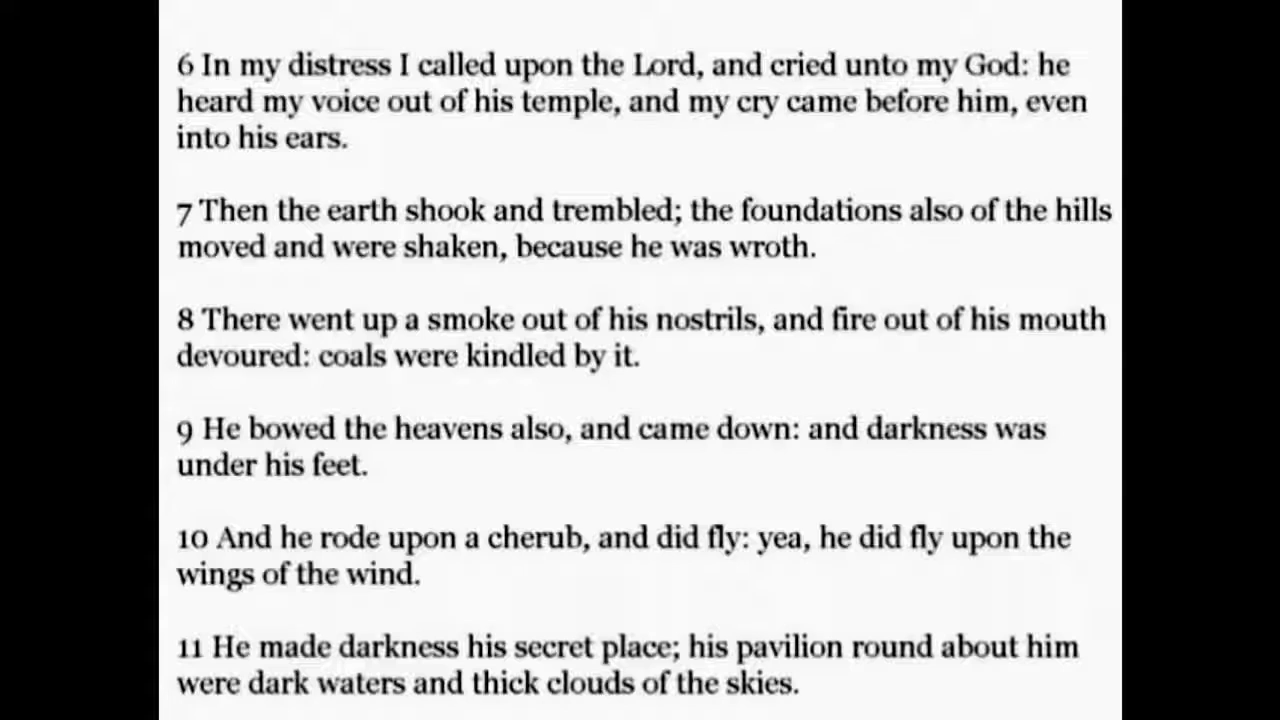 6 In my distress I called upon the Lord, and cried unto my God: he
heard my voice out of his temple, and my cry came before him, even
into his ears.
7 Then the earth shook and trembled; the foundations also of the hills
moved and were shaken, because he was wroth.
8 There went up a smoke out of his nostrils, and fire out of his mouth
devoured: coals were kindled by it.
9 He bowed the heavens also, and came down: and darkness was
under his feet.
10 And he rode upon a cherub, and did fly: yea, he did fly upon the
wings of the wind.
11 He made darkness his secret place; his pavilion round about him
were dark waters and thick clouds of the skies.